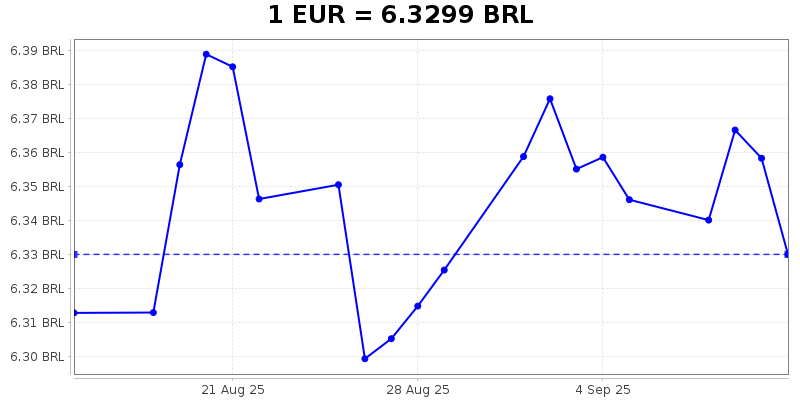 1 EUR = 6.3299 BRL
6.39 BRL
6.38 BRL
6.37 BRL
6.36 BRL
6.35 BRL
6.34 BRL
6.33 BRL
6.32 BRL
6.31 BRL
6.30 BRL
21 Aug 25
28 Aug 25
4 Sep 25